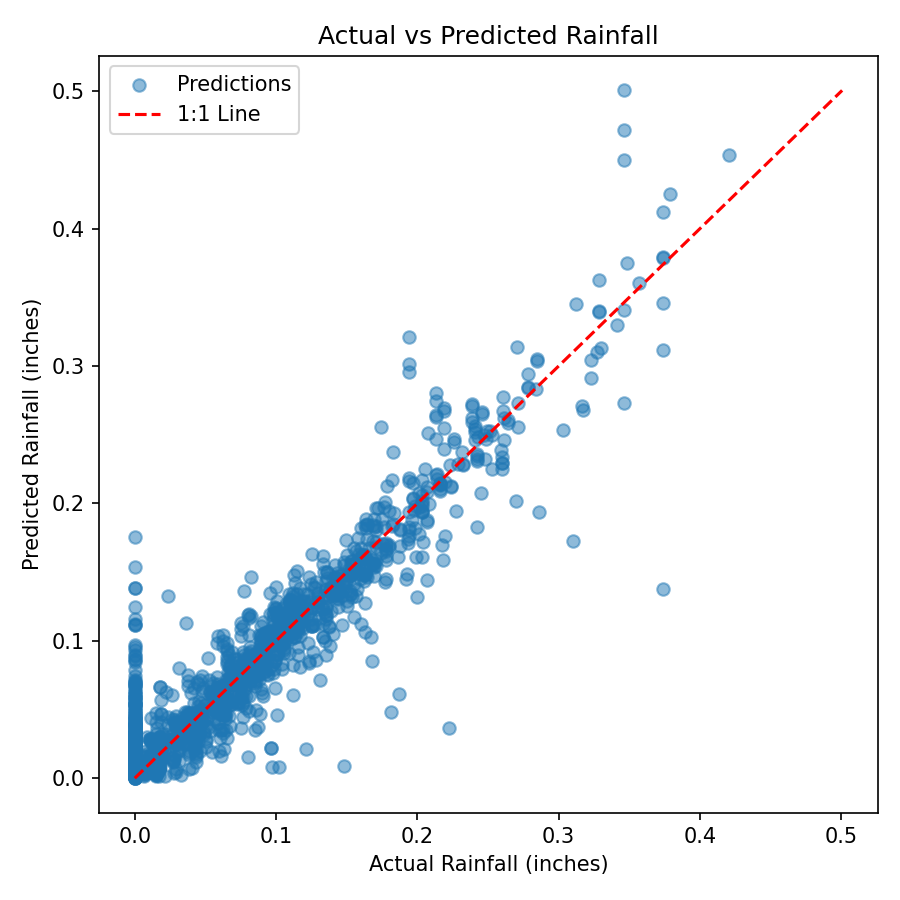 Actual vs Predicted Rainfall
Predictions
1:1 Line
0.5
0.4
0.3
0.2
0.1
0.0
Predicted Rainfall (inches)
0.0 0.1 0.2 0.3 0.4 0.5
Actual Rainfall (inches)